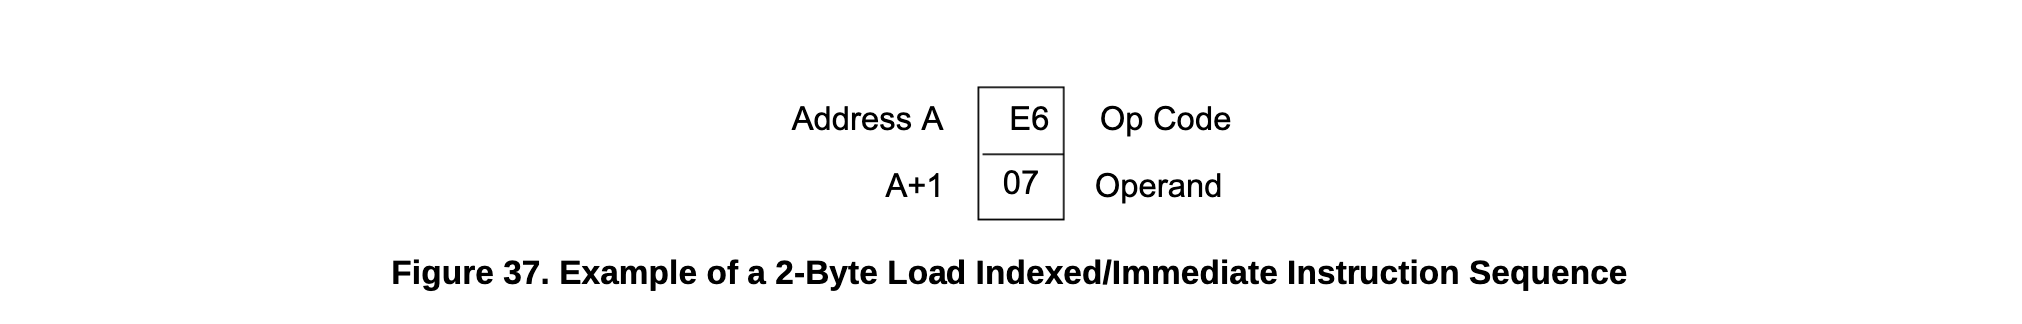 Address A E6 Op Code
A+1 07 Operand
Figure 37. Example of a 2-Byte Load Indexed/Immediate Instruction Sequence